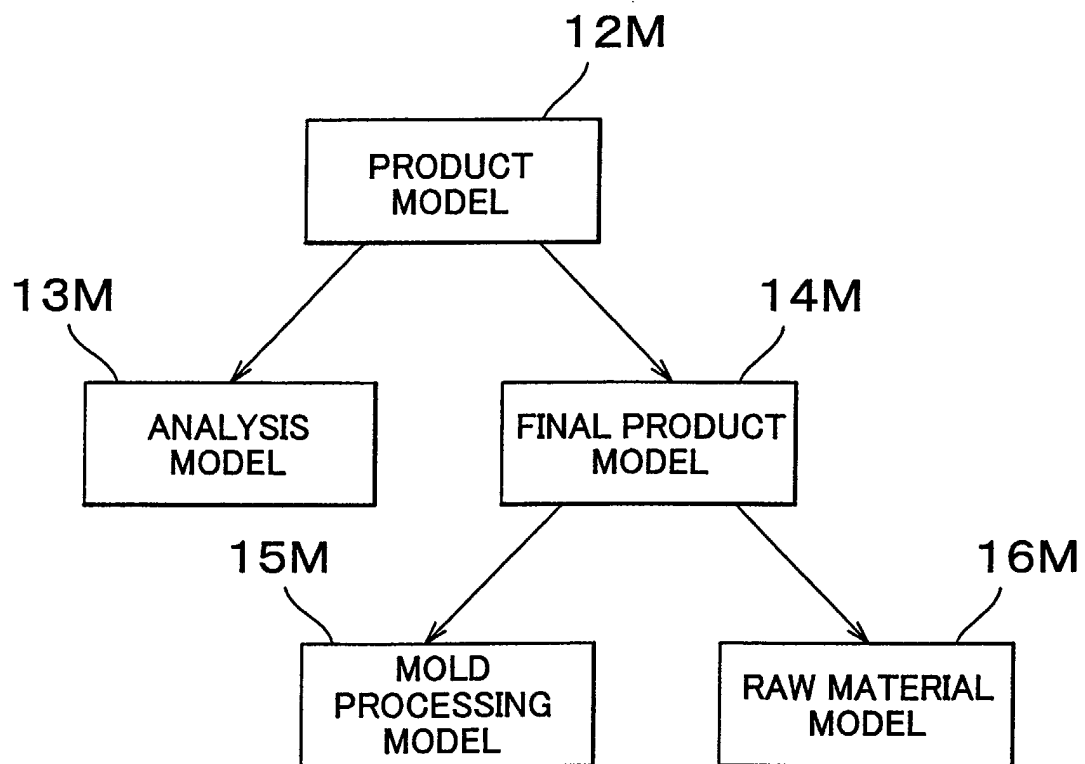 12M
PRODUCT
MODEL
13M
14M
ANALYSIS
MODEL
FINAL PRODUCT
MODEL
15M
16M
MOLD
PROCESSING
MODEL
RAW MATERIAL
MODEL